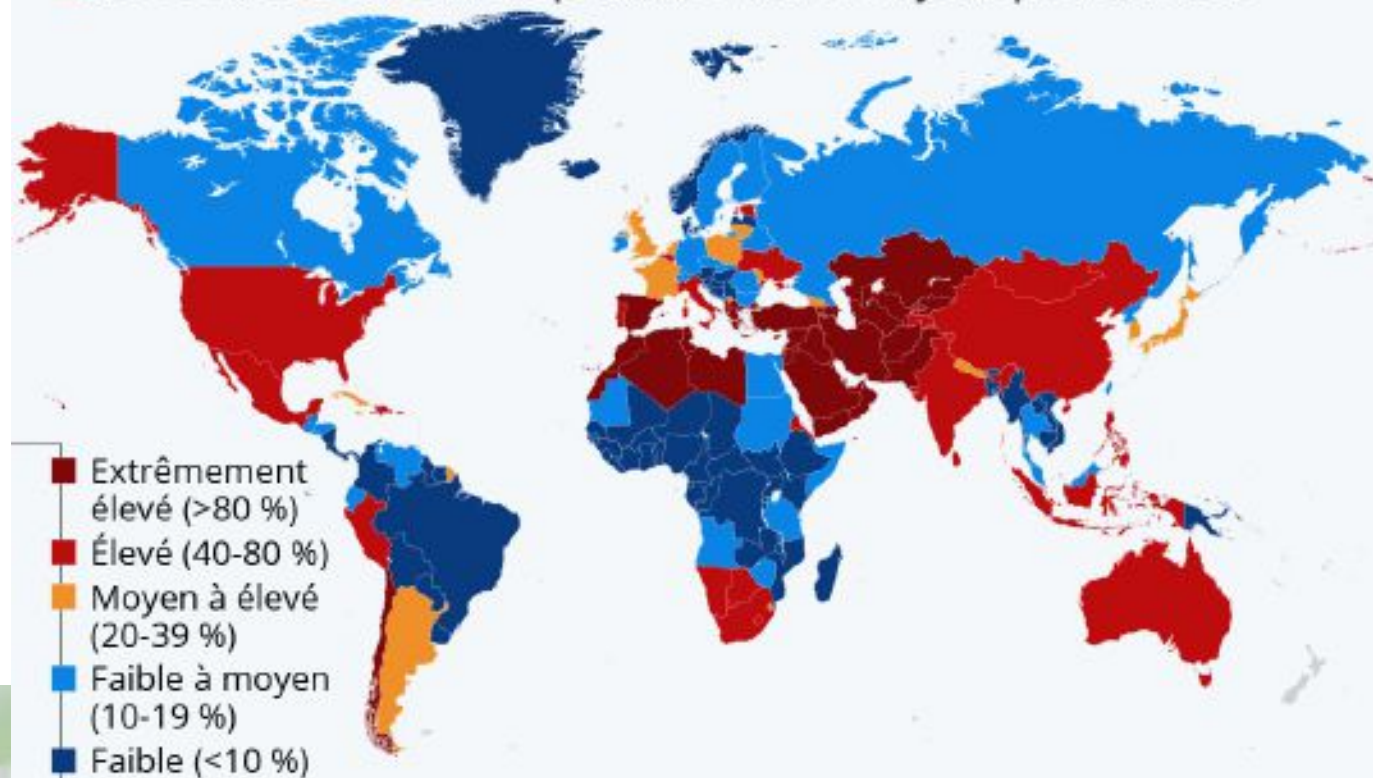 Extrêmement
élevé (>80 %)
Élevé (40-80 %)
Moyen à élevé
(20-39 %)
Faible à moyen
(10-19 %)
Faible (<10 %)